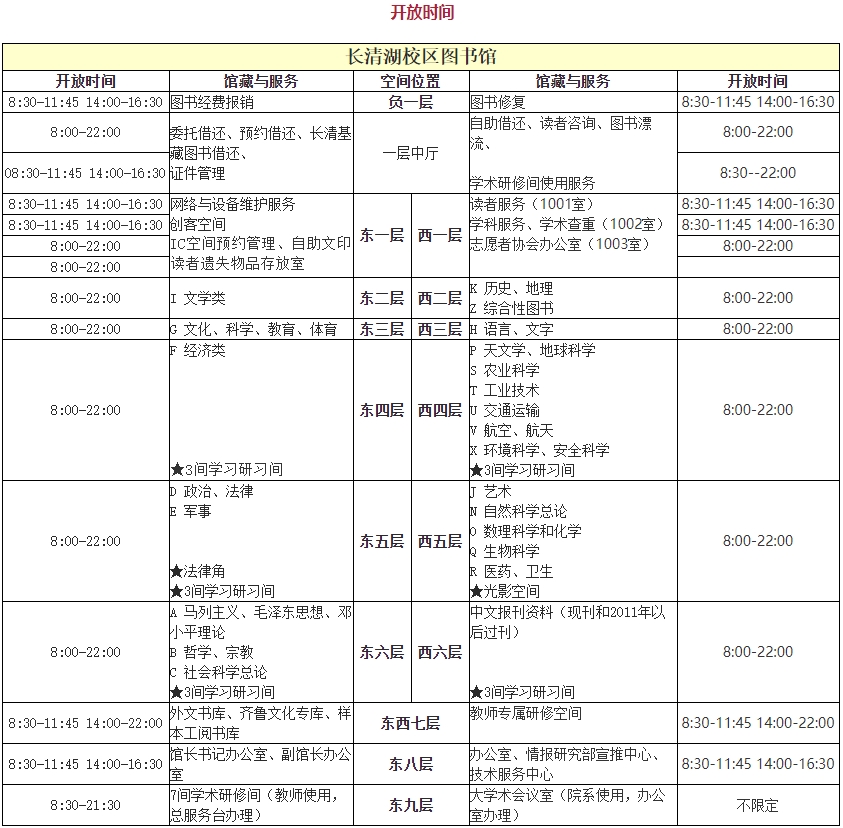 开放时间
长清湖校区图书馆
开放时间 馆藏与服务 空间位置 馆藏与服务 开放时间
8:30-11:45 14:00-16:30 图书经费报销 负一层 图书修复 8:30-11:45 14:00-16:30
8:00-22:00
08:30-11:45 14:00-16:30
委托借还、预约借还、长清基
藏图书借还、
证件管理
一层中厅
自助借还、读者咨询、图书漂
流、
学术研修间使用服务
8:00-22:00
8:30--22:00
8:30-11:45 14:00-16:30
8:30-11:45 14:00-16:30
8:00-22:00
8:00-22:00
网络与设备维护服务
创客空间
IC空间预约管理、自助文印
读者遗失物品存放室
东一层 西一层
读者服务（1001室）
学科服务、学术查重（1002室）
志愿者协会办公室（1003室）
8:30-11:45 14:00-16:30
8:30-11:45 14:00-16:30
8:00-22:00
8:00-22:00 I 文学类 东二层 西二层
K 历史、地理
Z 综合性图书
8:00-22:00
8:00-22:00 G 文化、科学、教育、体育 东三层 西三层 H 语言、文字 8:00-22:00
8:00-22:00
F 经济类
★3间学习研习间
东四层 西四层
P 天文学、地球科学
S 农业科学
T 工业技术
U 交通运输
V 航空、航天
X 环境科学、安全科学
★3间学习研习间
8:00-22:00
8:00-22:00
D 政治、法律
E 军事
★法律角
★3间学习研习间
东五层 西五层
J 艺术
N 自然科学总论
O 数理科学和化学
Q 生物科学
R 医药、卫生
★光影空间
8:00-22:00
8:00-22:00
A 马列主义、毛泽东思想、邓
小平理论
B 哲学、宗教
C 社会科学总论
★3间学习研习间
东六层 西六层
中文报刊资料（现刊和2011年以
后过刊）
★3间学习研习间
8:00-22:00
8:30-11:45 14:00-22:00
外文书库、齐鲁文化专库、样
本工阅书库
东西七层
教师专属研修空间
8:30-11:45 14:00-22:00
8:30-11:45 14:00-16:30
馆长书记办公室、副馆长办公
室
东八层
办公室、情报研究部宣推中心、
技术服务中心
8:30-11:45 14:00-16:30
8:30-21:30
7间学术研修间（教师使用，
总服务台办理）
东九层
大学术会议室（院系使用，办公
室办理）
不限定